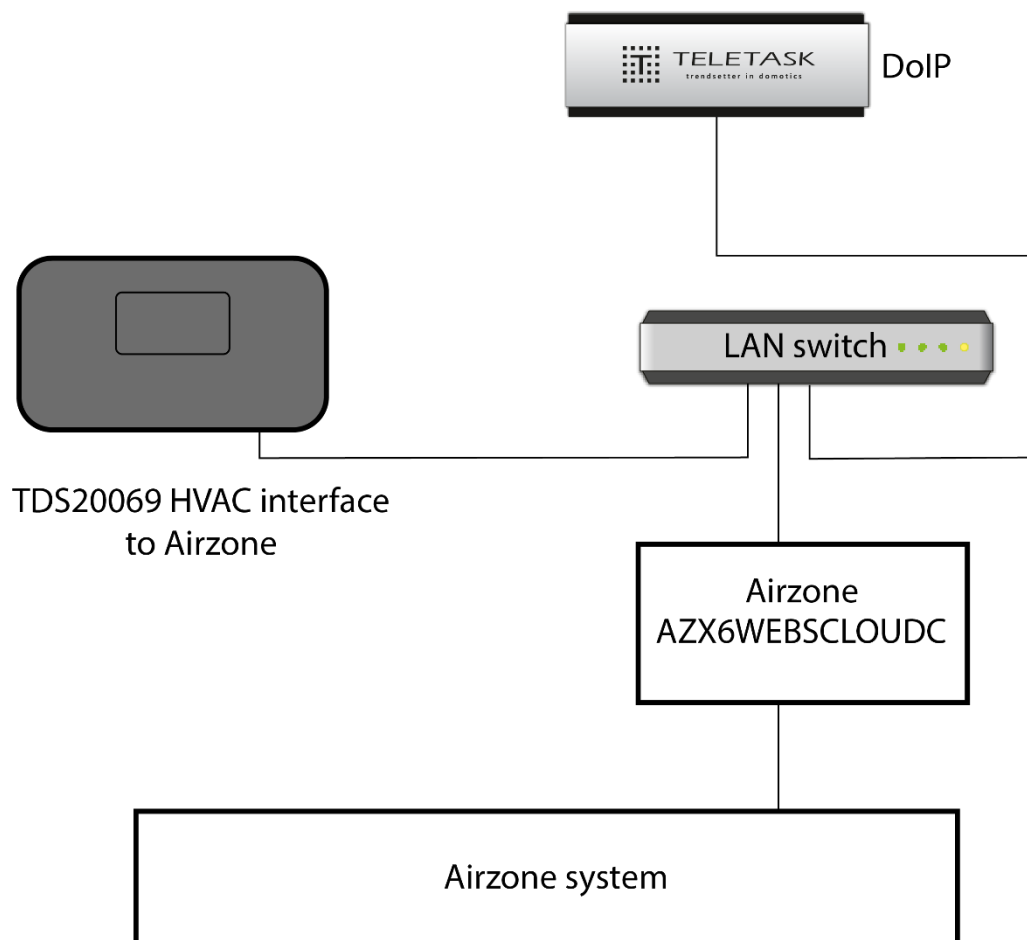 TELETASK
trendsetter in domotics
DoIP
LAN switch
TDS20069 HVAC interface
to Airzone
Airzone
AZX6WEBSCLOUDC
Airzone system